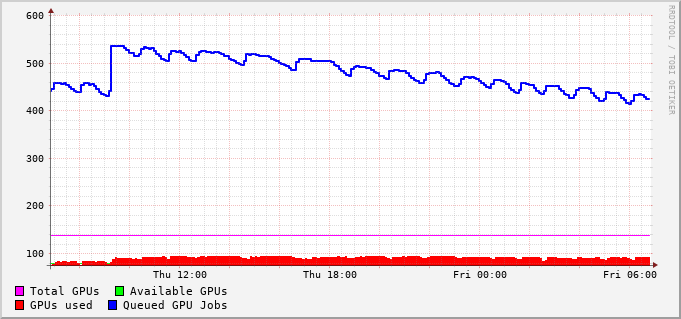 600
500
400
300
200
100
Thu 12:00 Thu 18:00 Fri 00:00 Fri 06:00
Total GPUs Available GPUs
GPUs used Queued GPU Jobs
RRDTOOL / TOBI OETIKER